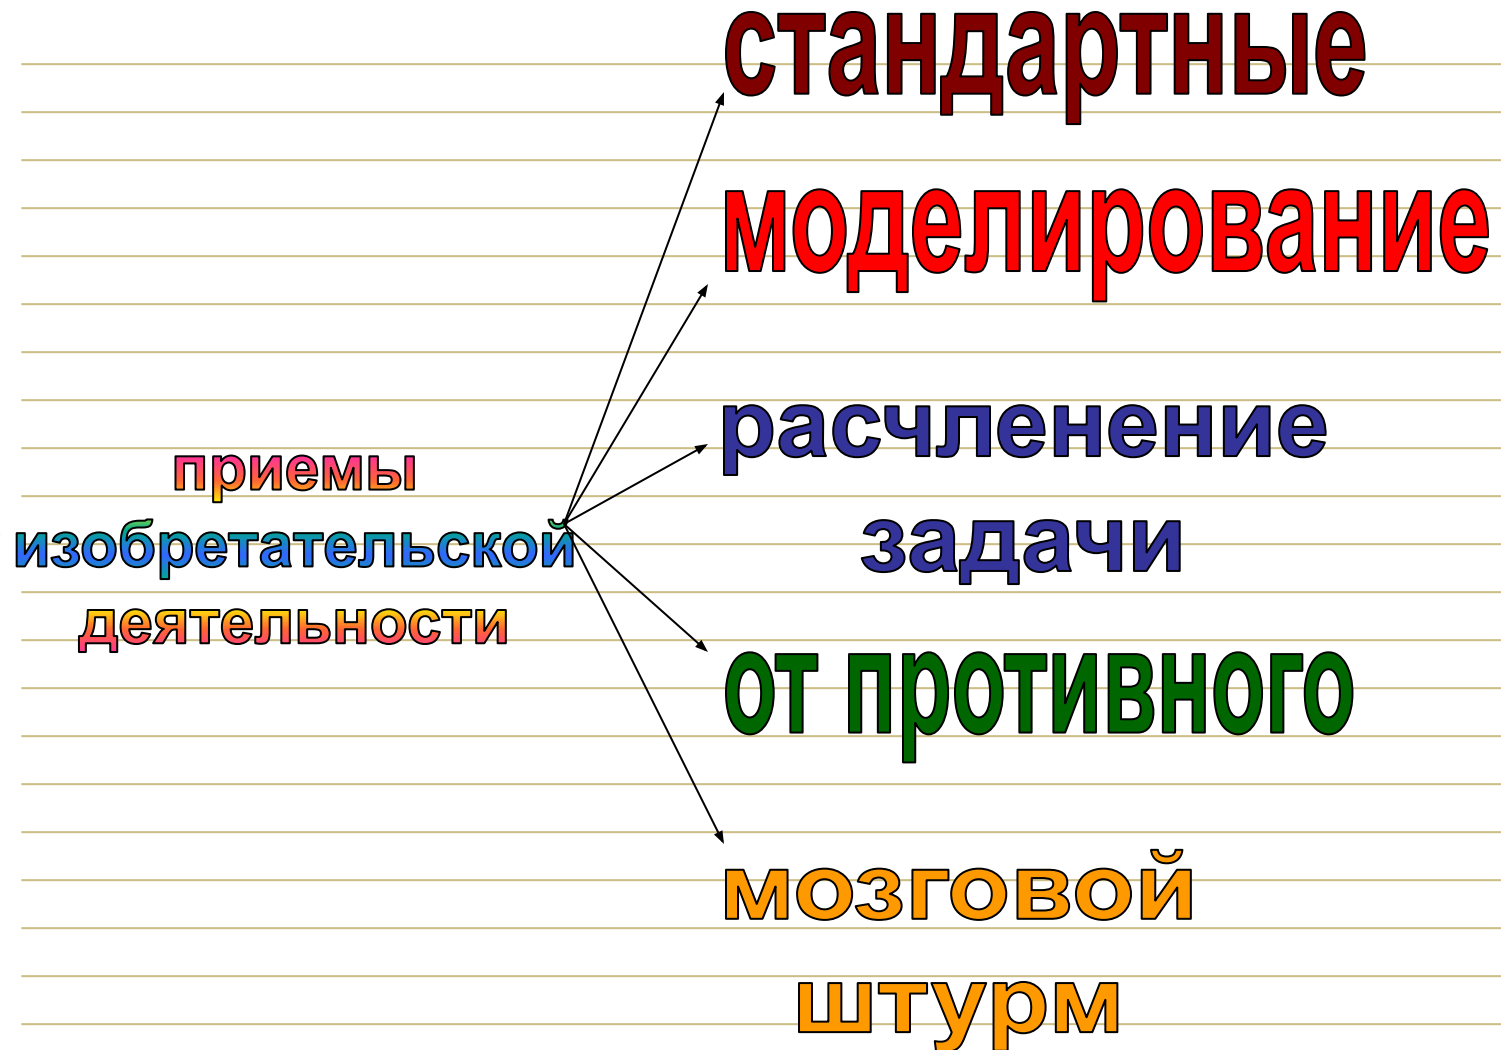 стандартные
моделирование
расчленение
задачи
приемы
изобретательской
деятельности
от противного
мозговой
штурм